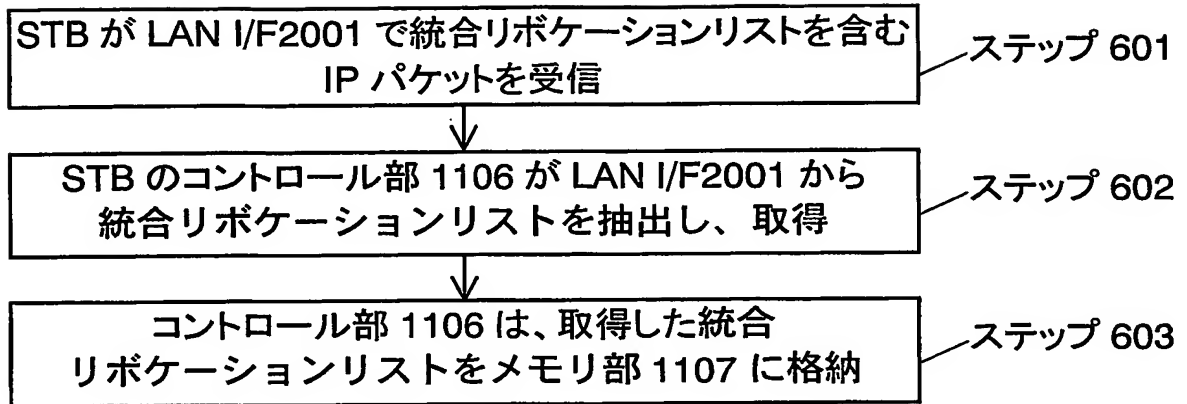 STB が LAN I/F2001 で統合リボケーションリストを含む
IP パケットを受信
ステップ 601
STB のコントロール部 1106 が LAN I/F2001 から
統合リボケーションリストを抽出し、取得
ステップ 602
コントロール部 1106 は、取得した統合
リボケーションリストをメモリ部 1107 に格納
ステップ 603